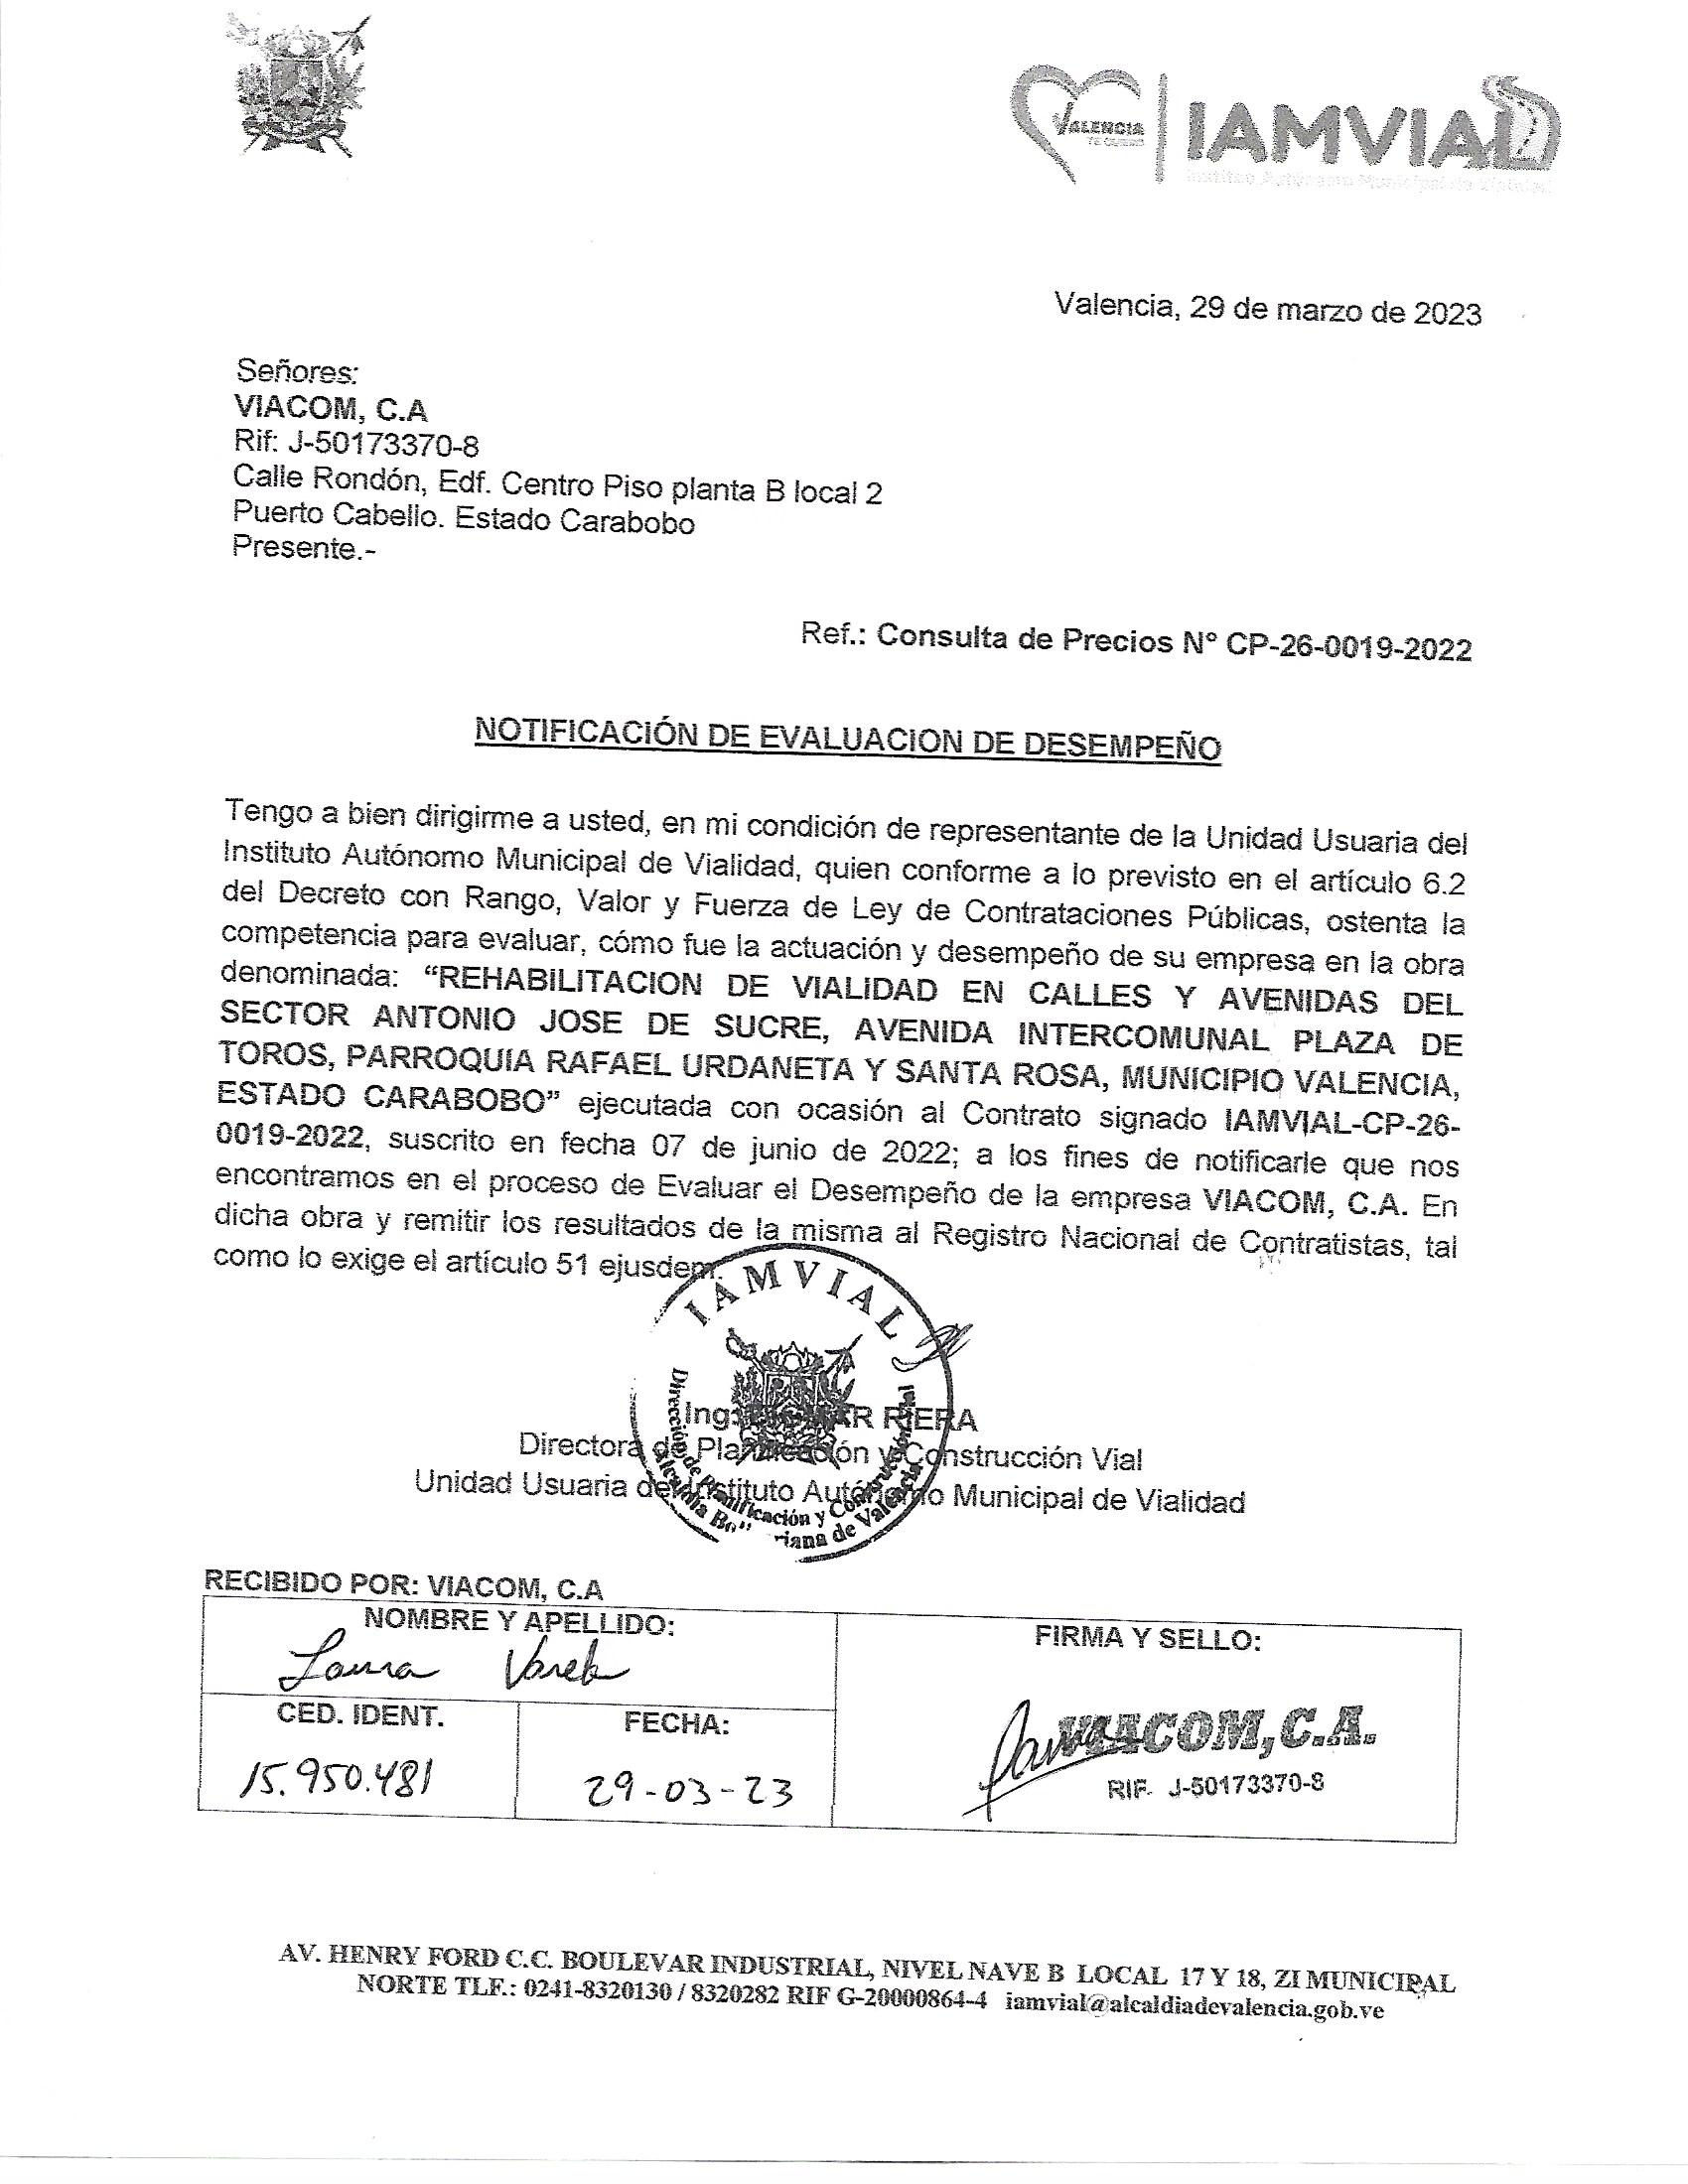 VALENCIA
TE QUIERO
IAMVIAL
Valencia, 29 de marzo de 2023
Señores:
VIACOM, C.A
Rif: J-50173370-8
Calle Rondón, Edf. Centro Piso planta B local 2
Puerto Cabello. Estado Carabobo
Presente.-
Ref.: Consulta de Precios N° CP-26-0019-2022
NOTIFICACIÓN DE EVALUACION DE DESEMPEÑO
Tengo a bien dirigirme a usted, en mi condición de representante de la Unidad Usuaria del
Instituto Autónomo Municipal de Vialidad, quien conforme a lo previsto en el artículo 6.2
del Decreto con Rango, Valor y Fuerza de Ley de Contrataciones Públicas, ostenta la
competencia para evaluar, cómo fue la actuación y desempeño de su empresa en la obra
denominada: “REHABILITACION DE VIALIDAD EN CALLES Y AVENIDAS DEL
SECTOR ANTONIO JOSE DE SUCRE, AVENIDA INTERCOMUNAL PLAZA DE
TOROS, PARROQUIA RAFAEL URDANETA Y SANTA ROSA, MUNICIPIO VALENCIA,
ESTADO CARABOBO” ejecutada con ocasión al Contrato signado IAMVIAL-CP-26-
0019-2022, suscrito en fecha 07 de junio de 2022; a los fines de notificarle que nos
encontramos en el proceso de Evaluar el Desempeño de la empresa VIACOM, C.A. En
dicha obra y remitir los resultados de la misma al Registro Nacional de Contratistas, tal
como lo exige el artículo 51 ejusdem.
IAMVIAL
Ing. RIERA
Directora de Planificación y Construcción Vial
Unidad Usuaria del Instituto Autónomo Municipal de Vialidad
Dirección de Planificación y Construcción Vial
Alcaldía Bolivariana de Valencia
RECIBIDO POR: VIACOM, C.A
NOMBRE Y APELLIDO:
Laura Varela
FIRMA Y SELLO:
CED. IDENT.
FECHA:
15.950.481
29-03-23
VIACOM, C.A.
RIF. J-50173370-8
AV. HENRY FORD C.C. BOULEVAR INDUSTRIAL, NIVEL NAVE B LOCAL 17 Y 18, ZI MUNICIPAL
NORTE TLF.: 0241-8320130 / 8320282 RIF G-20000864-4 iamvial@alcaldiadevalencia.gob.ve